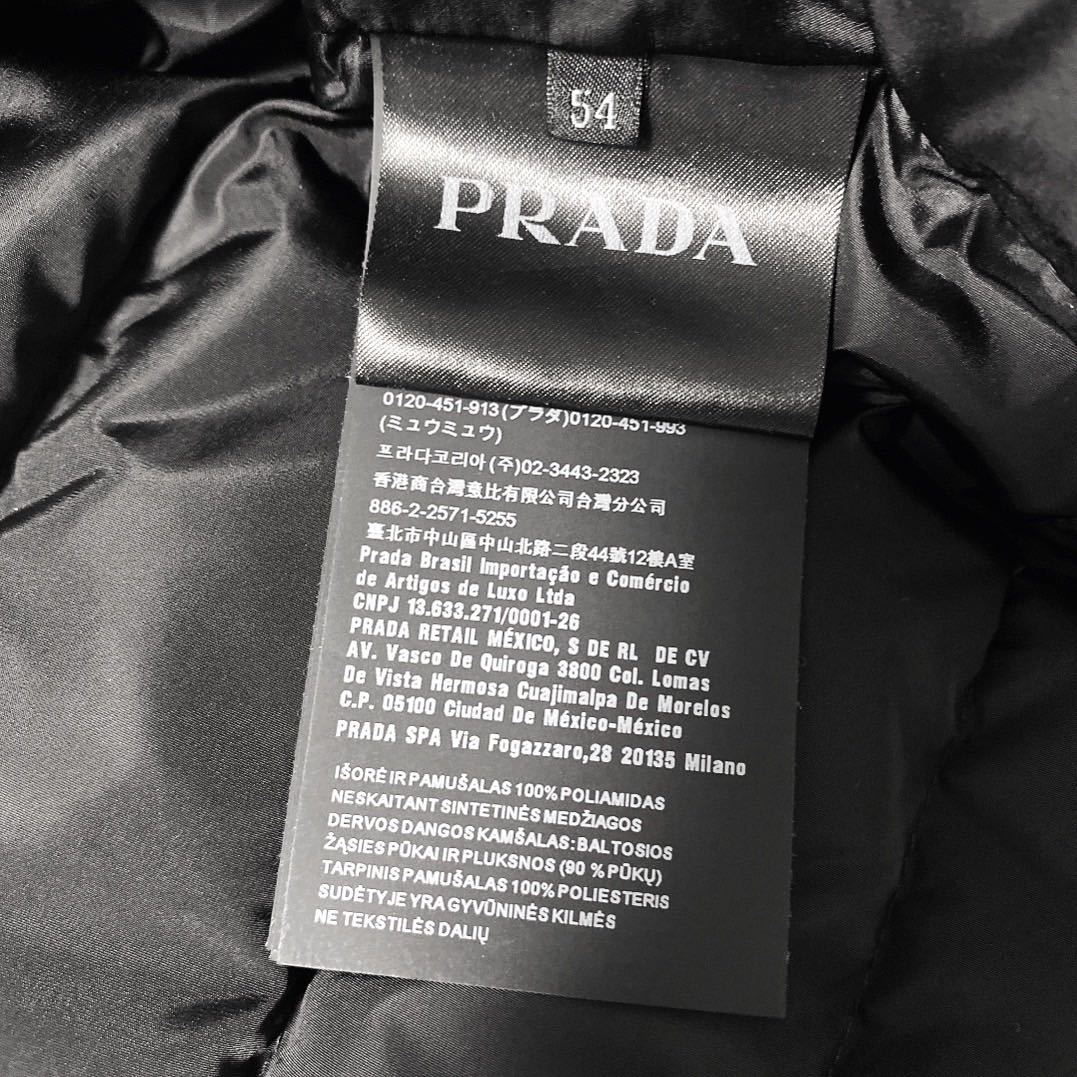 54
PRADA
0120-451-913(プラダ)0120-451-993
(ミュウミュウ)
프라다코리아(주)02-3443-2323
香港商台灣意比有限公司台灣分公司
886-2-2571-5255
臺北市中山區中山北路二段44號12樓A室
Prada Brasil Importação e Comércio
de Artigos de Luxo Ltda
CNPJ 13.633.271/0001-26
PRADA RETAIL MÉXICO, S DE RL DE CV
AV. Vasco De Quiroga 3800 Col. Lomas
De Vista Hermosa Cuajimalpa De Morelos
C.P. 05100 Ciudad De México-México
PRADA SPA Via Fogazzaro,28 20135 Milano
IŠORĖ IR PAMUŠALAS 100% POLIAMIDAS
NESKAITANT SINTETINĖS MEDŽIAGOS
DERVOS DANGOS KAMŠALAS: BALTOSIOS
ŽĄSIES PŪKAI IR PLUKSNOS (90 % PŪKŲ)
TARPINIS PAMUŠALAS 100% POLIESTERIS
SUDĖTYJE YRA GYVŪNINĖS KILMĖS
NE TEKSTILĖS DALIŲ